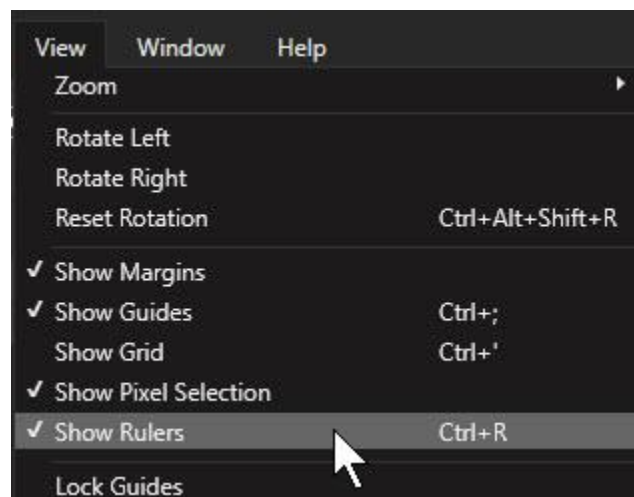 View Window Help
Zoom
Rotate Left
Rotate Right
Reset Rotation Ctrl+Alt+Shift+R
✓ Show Margins
✓ Show Guides Ctrl+;
Show Grid Ctrl+'
✓ Show Pixel Selection
✓ Show Rulers Ctrl+R
Lock Guides